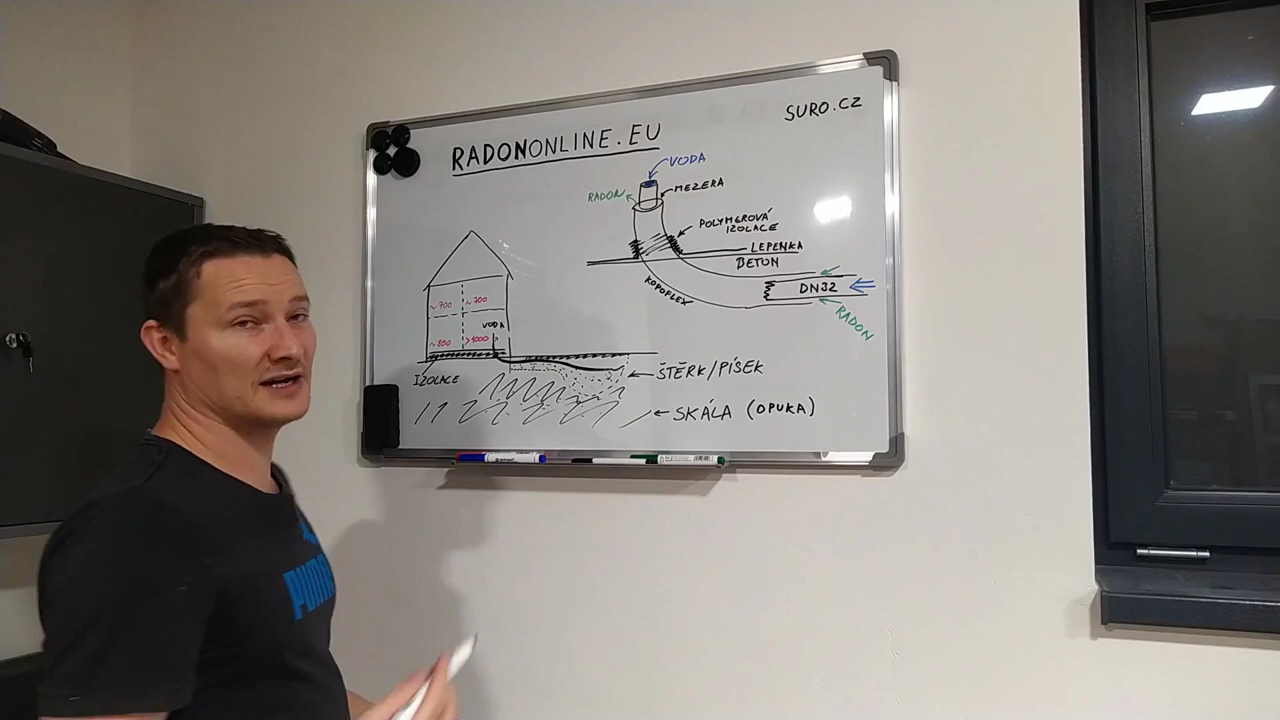 SURO.CZ
RADONONLINE.EU
VODA
RADON
MEZERA
POLYMEROVÁ
IZOLACE
LEPENKA
BETON
KOPOFLEX
DN32
RADON
~700
~300
VODA
~800
>1000
IZOLACE
ŠTĚRK/PÍSEK
SKÁLA (OPUKA)
PUMA